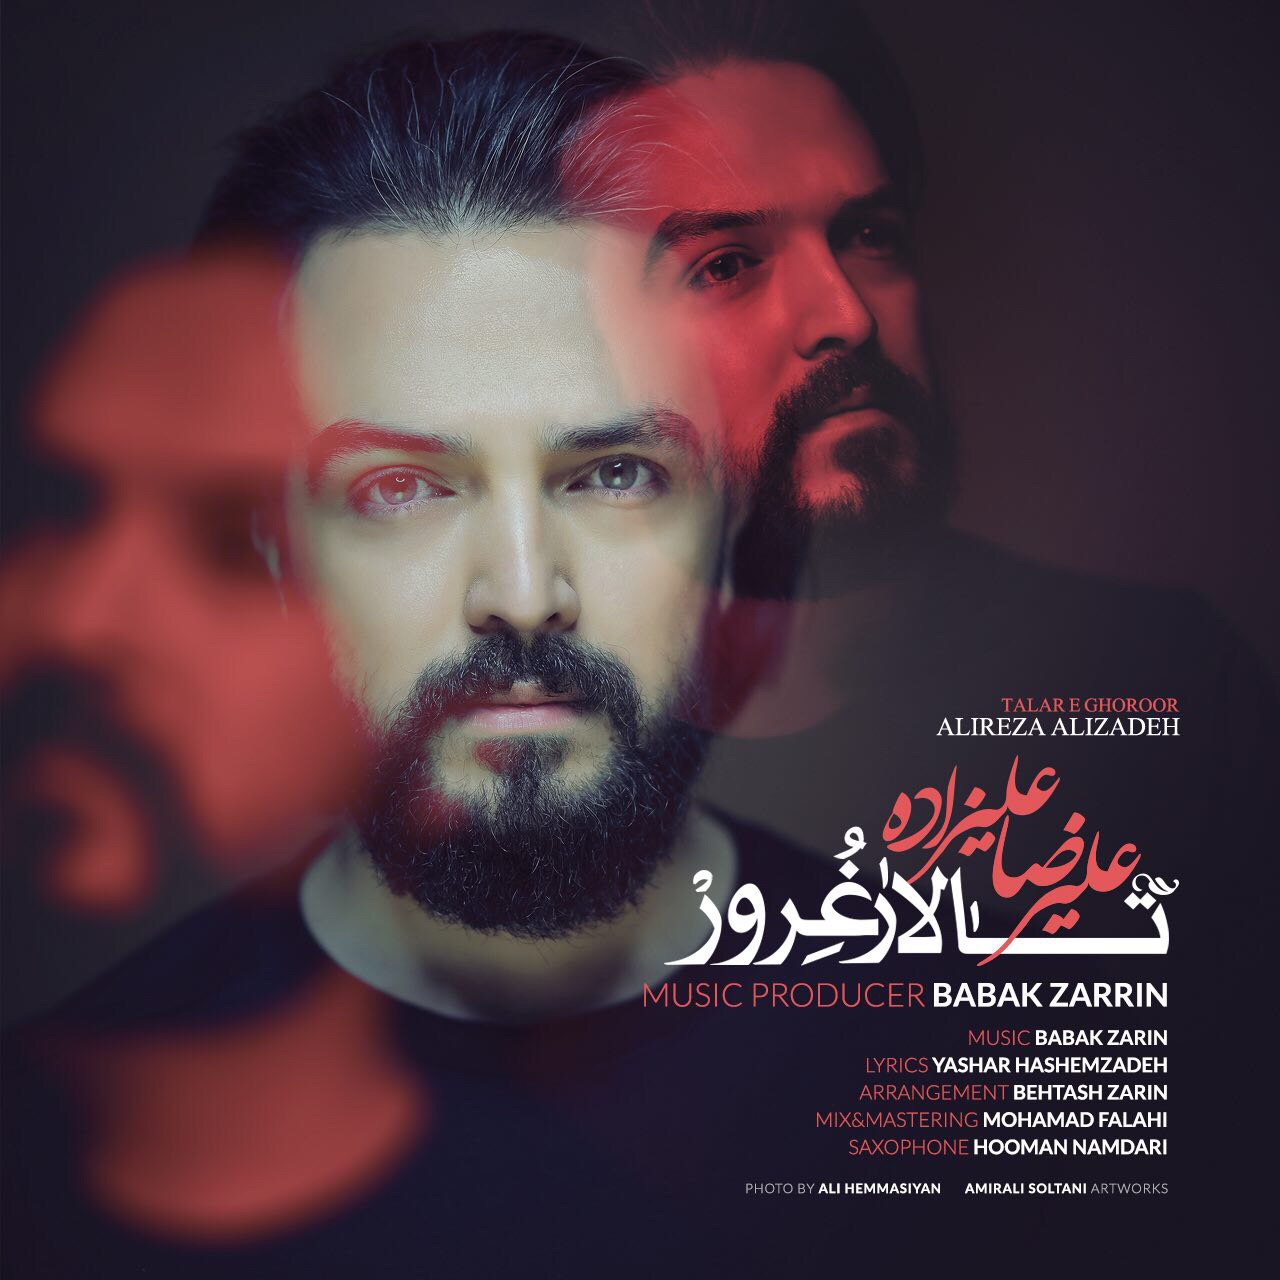 TALAR E GHOROOR
ALIREZA ALIZADEH
علیرضا علیزاده
تالار غُرور
MUSIC PRODUCER BABAK ZARRIN
MUSIC BABAK ZARIN
LYRICS YASHAR HASHEMZADEH
ARRANGEMENT BEHTASH ZARIN
MIX&MASTERING MOHAMAD FALAHI
SAXOPHONE HOOMAN NAMDARI
PHOTO BY ALI HEMMASIYAN AMIRALI SOLTANI ARTWORKS